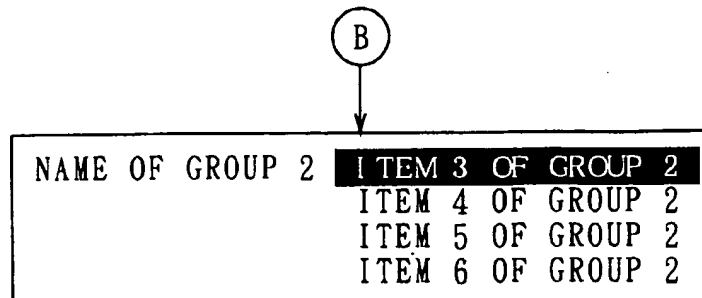 B
NAME OF GROUP 2 ITEM 3 OF GROUP 2
ITEM 4 OF GROUP 2
ITEM 5 OF GROUP 2
ITEM 6 OF GROUP 2